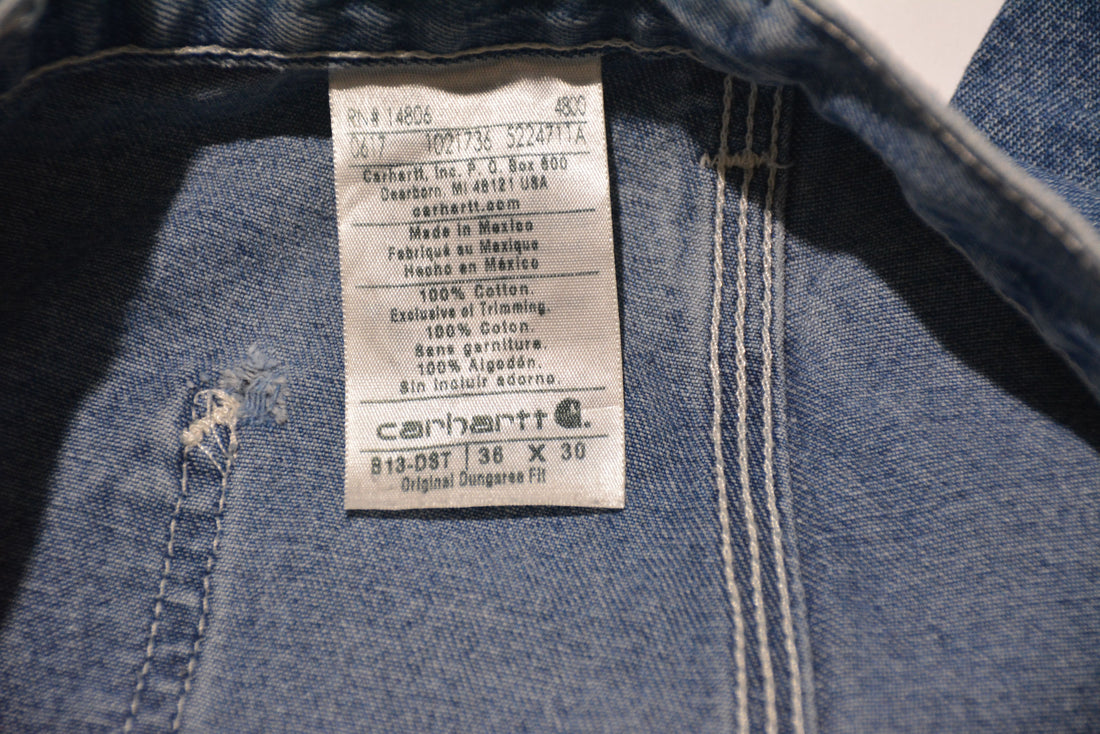 RN# 14806 4800
0617 1021736 5224711A
Carhartt, Inc. P. O. Box 600
Dearborn, MI 48121 USA
carhartt.com
Made in Mexico
Fabriqué au Mexique
Hecho en México
100% Cotton.
Exclusive of Trimming.
100% Coton.
Sans garniture.
100% Algodón.
Sin incluir adorno.
carhartt
B13-DST | 36 X 30
Original Dungaree Fit